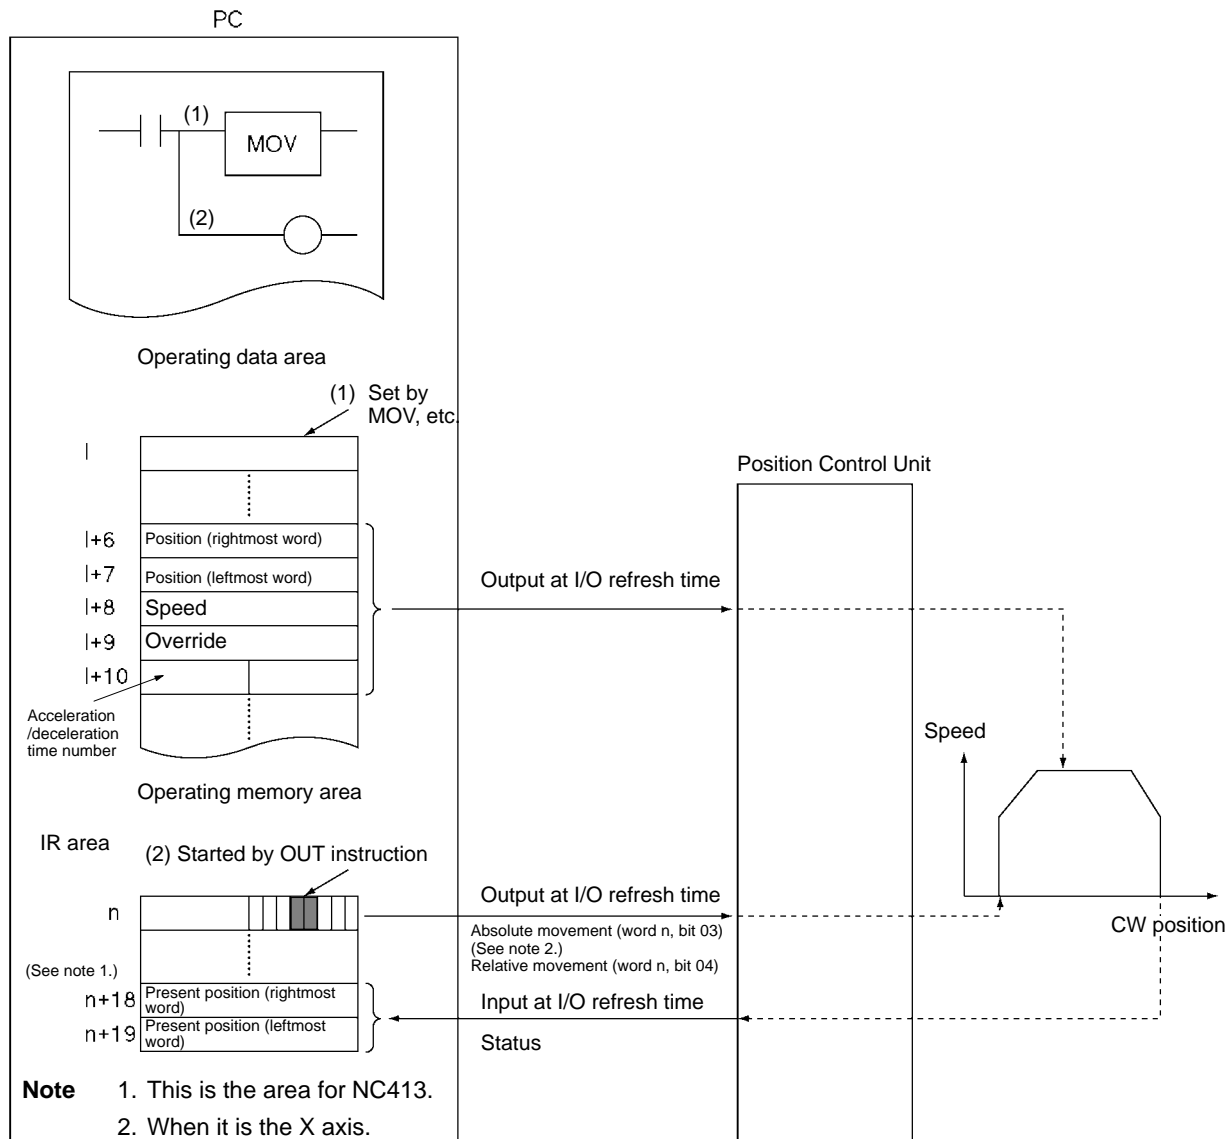 PC
(1)
MOV
(2)
Operating data area
(1) Set by
MOV, etc.
l
l+6 Position (rightmost word)
l+7 Position (leftmost word)
l+8 Speed
l+9 Override
l+10
Acceleration
/deceleration
time number
Operating memory area
IR area
(2) Started by OUT instruction
n
(See note 1.)
n+18 Present position (rightmost
word)
n+19 Present position (leftmost
word)
Position Control Unit
Output at I/O refresh time
Output at I/O refresh time
Absolute movement (word n, bit 03)
(See note 2.)
Relative movement (word n, bit 04)
Input at I/O refresh time
Status
Speed
CW position
Note 1. This is the area for NC413.
2. When it is the X axis.